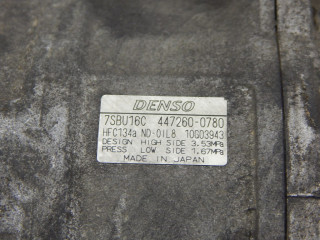 DENSO
7SBU16C 447260-0780
HFC134a ND-OIL8 10G03943
DESIGN HIGH SIDE 3.53MPa
PRESS LOW SIDE 1.67MPa
MADE IN JAPAN